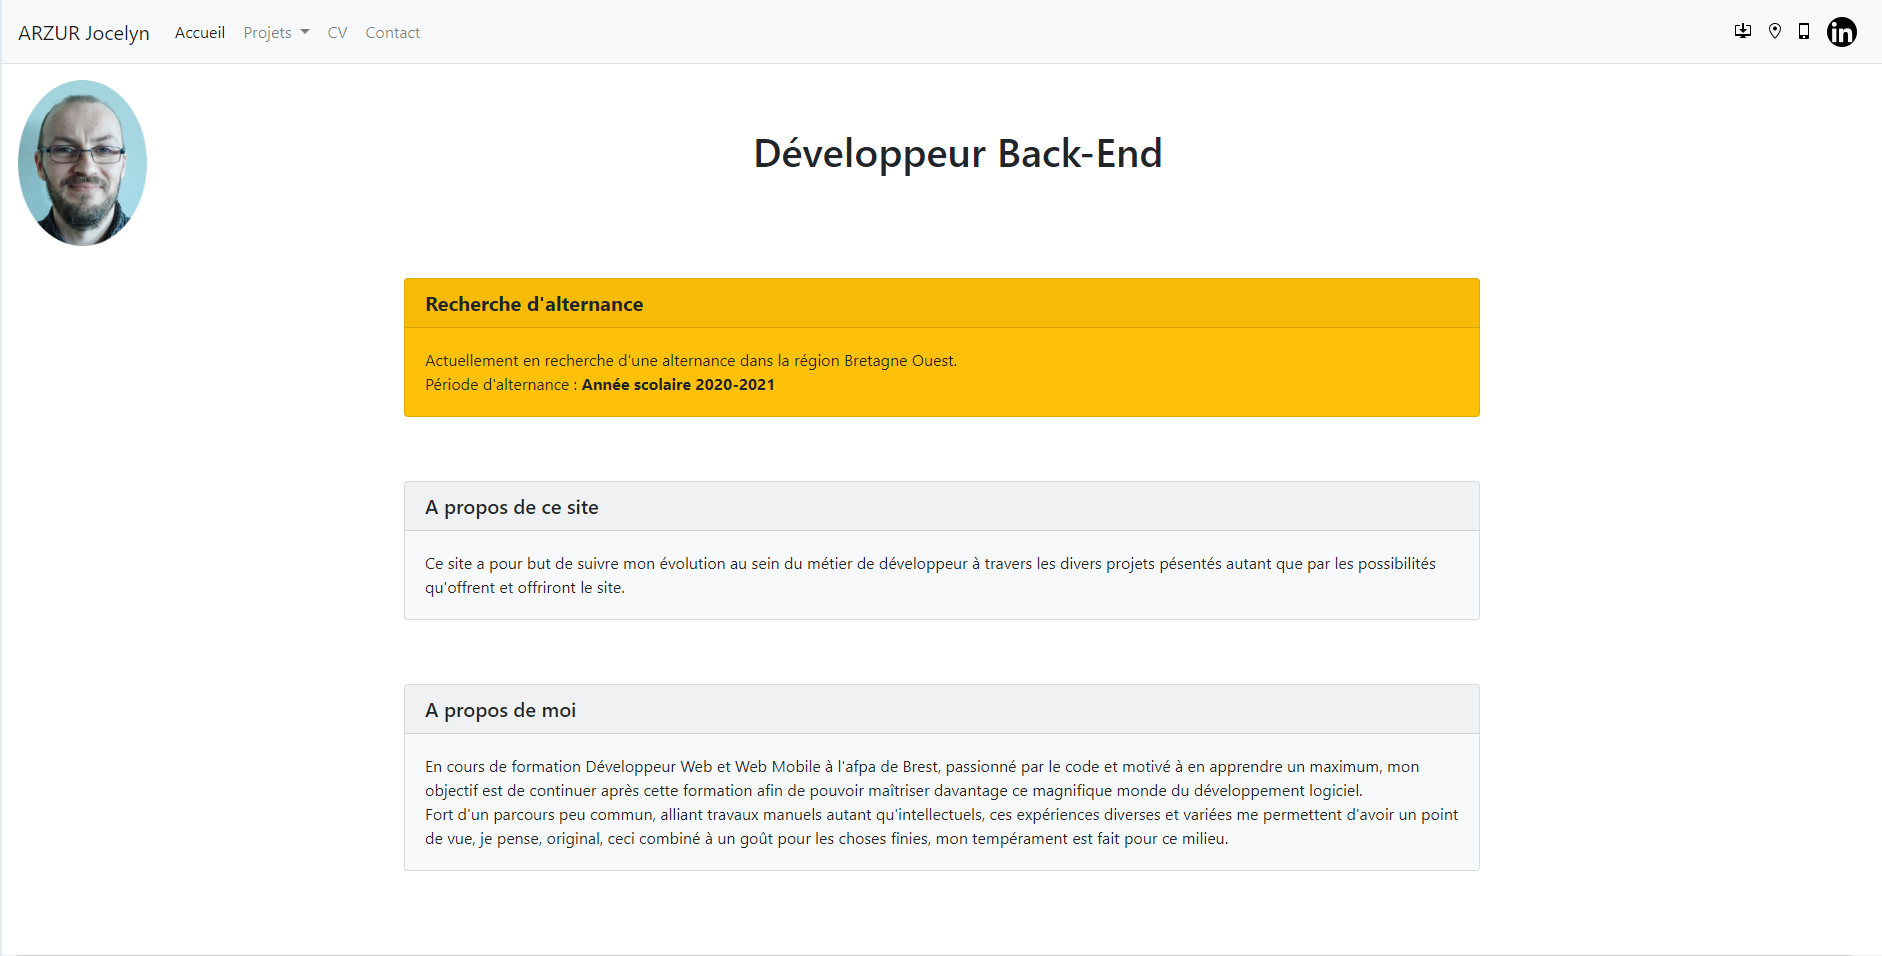 ARZUR Jocelyn Accueil Projets CV Contact in
Développeur Back-End
Recherche d'alternance
Actuellement en recherche d'une alternance dans la région Bretagne Ouest.
Période d'alternance : Année scolaire 2020-2021
A propos de ce site
Ce site a pour but de suivre mon évolution au sein du métier de développeur à travers les divers projets pésentés autant que par les possibilités
qu'offrent et offriront le site.
A propos de moi
En cours de formation Développeur Web et Web Mobile à l'afpa de Brest, passionné par le code et motivé à en apprendre un maximum, mon
objectif est de continuer après cette formation afin de pouvoir maîtriser davantage ce magnifique monde du développement logiciel.
Fort d'un parcours peu commun, alliant travaux manuels autant qu'intellectuels, ces expériences diverses et variées me permettent d'avoir un point
de vue, je pense, original, ceci combiné à un goût pour les choses finies, mon tempérament est fait pour ce milieu.